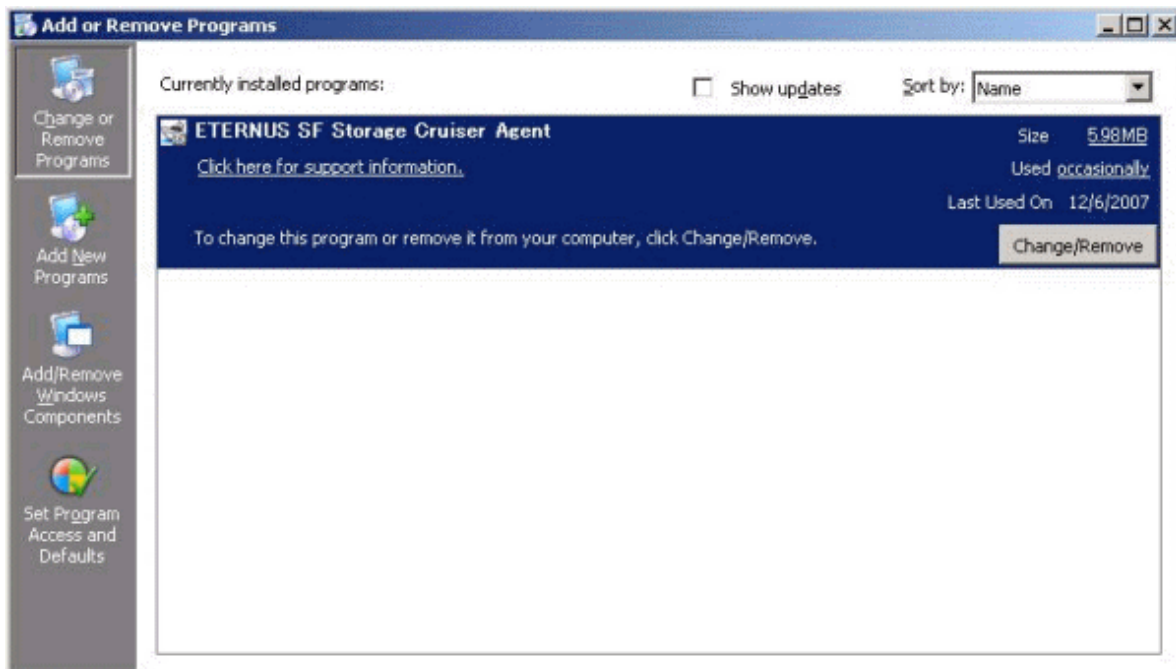 Add or Remove Programs
Change or
Remove
Programs
Add New
Programs
Add/Remove
Windows
Components
Set Program
Access and
Defaults
Currently installed programs:
Show updates
Sort by: Name
ETERNUS SF Storage Cruiser Agent
Size 5.98MB
Click here for support information.
Used occasionally
Last Used On 12/6/2007
To change this program or remove it from your computer, click Change/Remove.
Change/Remove